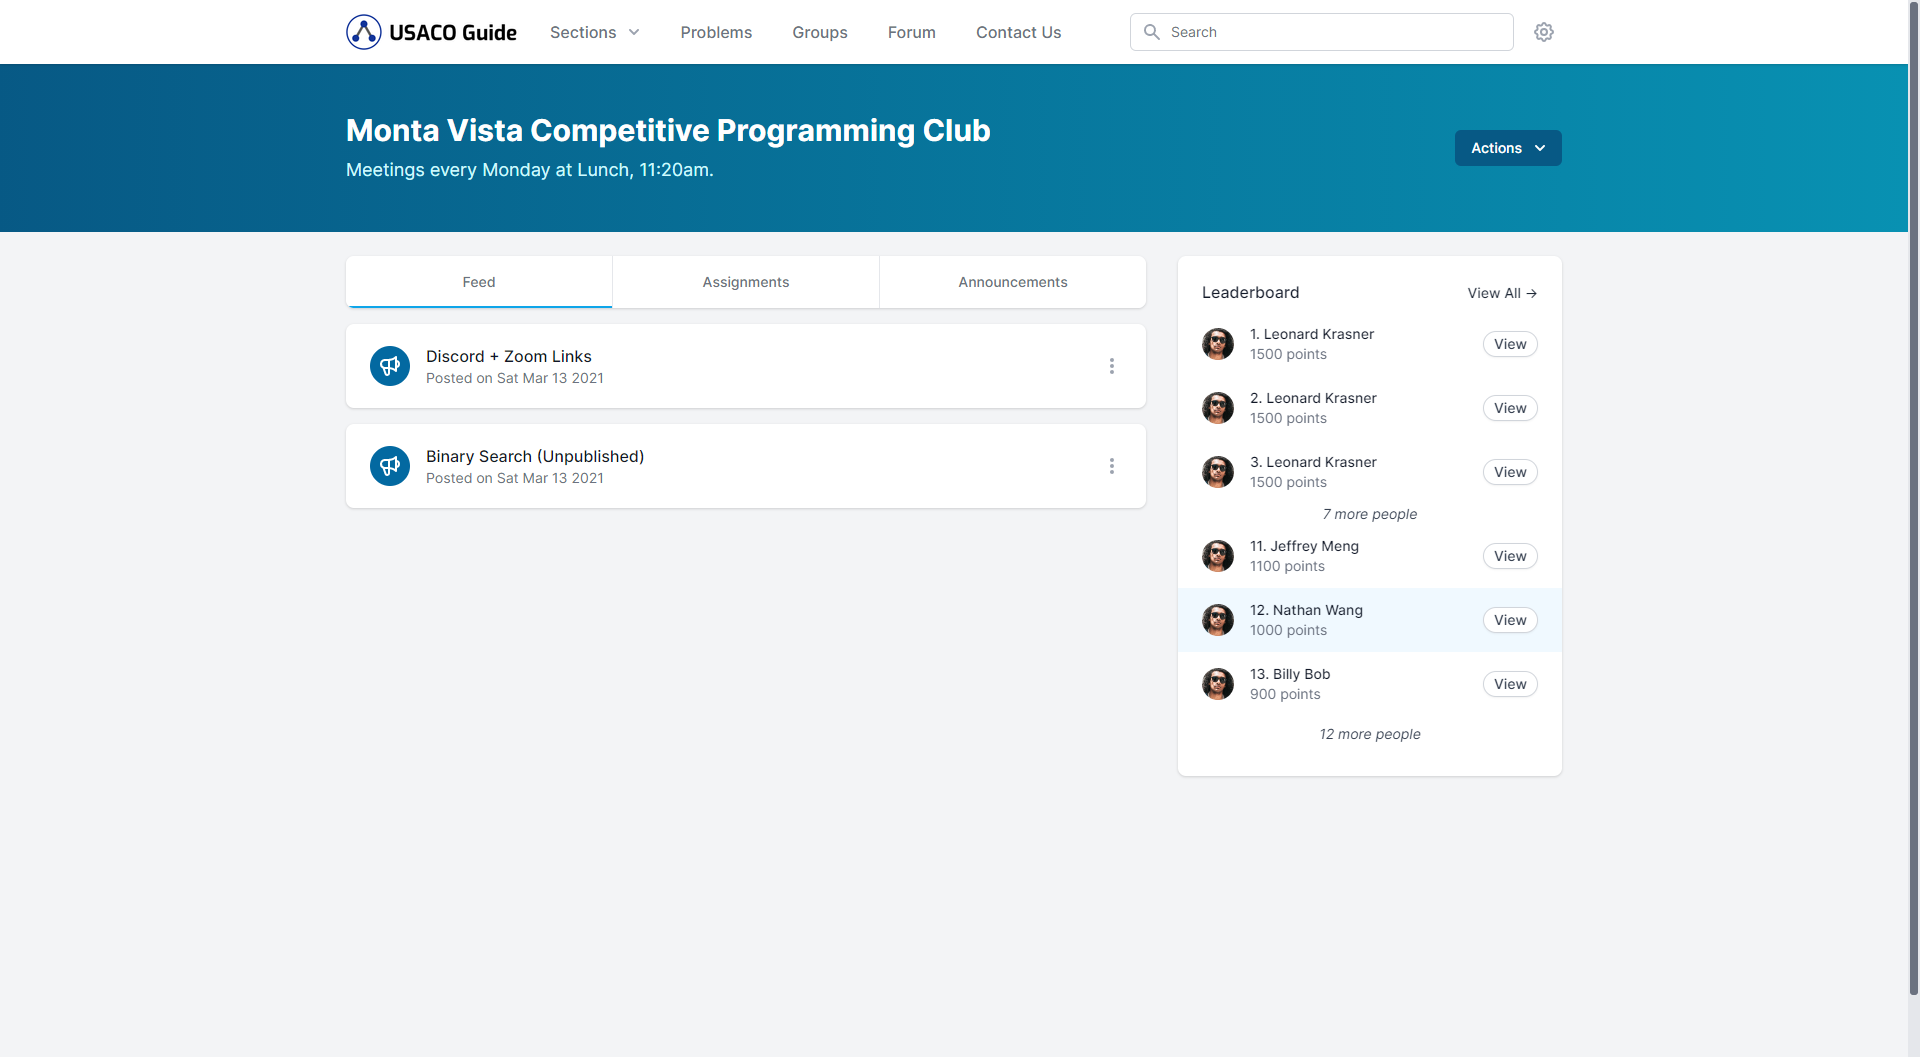 USACO Guide
Sections
Problems
Groups
Forum
Contact Us
Search
Monta Vista Competitive Programming Club
Meetings every Monday at Lunch, 11:20am.
Actions
Feed
Assignments
Announcements
Discord + Zoom Links
Posted on Sat Mar 13 2021
Binary Search (Unpublished)
Posted on Sat Mar 13 2021
Leaderboard
View All →
1. Leonard Krasner
1500 points
View
2. Leonard Krasner
1500 points
View
3. Leonard Krasner
1500 points
View
7 more people
11. Jeffrey Meng
1100 points
View
12. Nathan Wang
1000 points
View
13. Billy Bob
900 points
View
12 more people